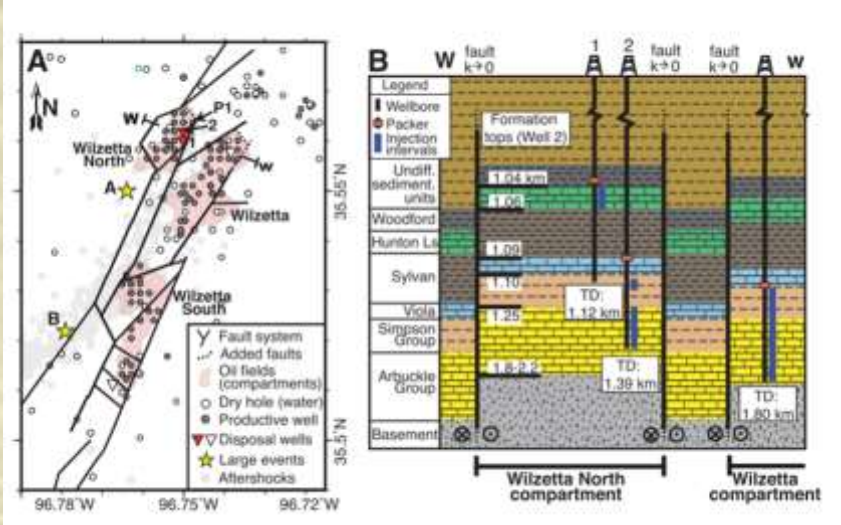 A
N
W
P1
2
1
Wilzetta
North
w
A
Wilzetta
B
Wilzetta
South
Fault system
Added faults
Oil fields
(compartments)
Dry hole (water)
Productive well
Disposal wells
Large events
Aftershocks
35.55°N
35.5°N
96.78°W
96.75°W
96.72°W
B
W
fault
k→0
1
2
fault
k→0
fault
k→0
w
Legend
Wellbore
Packer
Injection
intervals
Formation
tops (Well 2)
Undiff.
sediment.
units
Woodford
Hunton Ls
Sylvan
Viola
Simpson
Group
Arbuckle
Group
Basement
1.04 km
1.06
1.09
1.10
1.25
1.8-2.2
TD:
1.12 km
TD:
1.39 km
TD:
1.80 km
Wilzetta North
compartment
Wilzetta
compartment